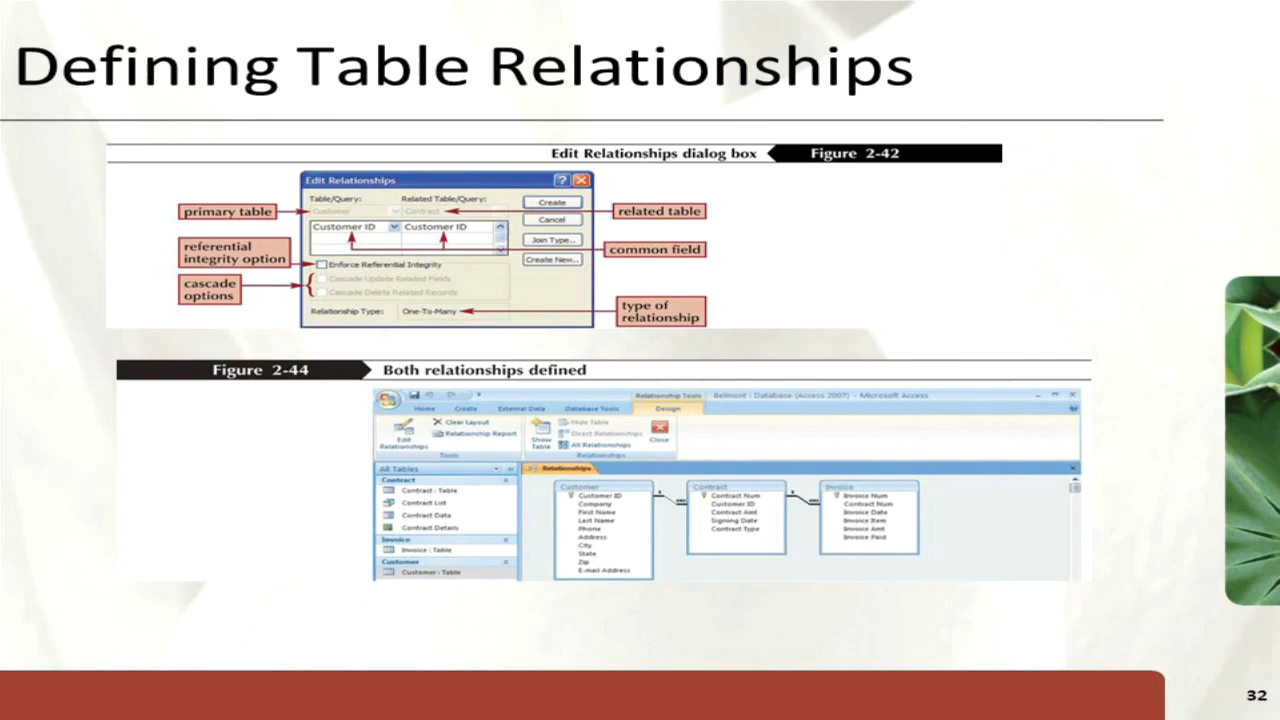 Defining Table Relationships
Edit Relationships dialog box
Figure 2-42
Edit Relationships
Table/Query:
Related Table/Query:
Create
primary table
Customer
Contract
related table
Customer ID
Customer ID
Cancel
referential
integrity option
Join Type..
common field
Create New..
Enforce Referential Integrity
cascade
options
Cascade Update Related Fields
Cascade Delete Related Records
Relationship Type:
One-To-Many
type of
relationship
Figure 2-44
Both relationships defined
Relationship Tools
Belmont : Database (Access 2007) - Microsoft Access
Home
Create
External Data
Database Tools
Design
Edit
Relationships
Clear Layout
Relationship Report
Tools
Show
Table
Hide Table
Direct Relationships
All Relationships
Relationships
Close
All Tables
Contract
Contract : Table
Contract List
Contract Data
Contract Details
Invoice
Invoice : Table
Customer
Customer : Table
Relationships
Customer
Customer ID
Company
First Name
Last Name
Phone
Address
City
State
Zip
E-mail Address
1
∞
Contract
Contract Num
Customer ID
Contract Amt
Signing Date
Contract Type
1
∞
Invoice
Invoice Num
Contract Num
Invoice Date
Invoice Item
Invoice Amt
Invoice Paid
32